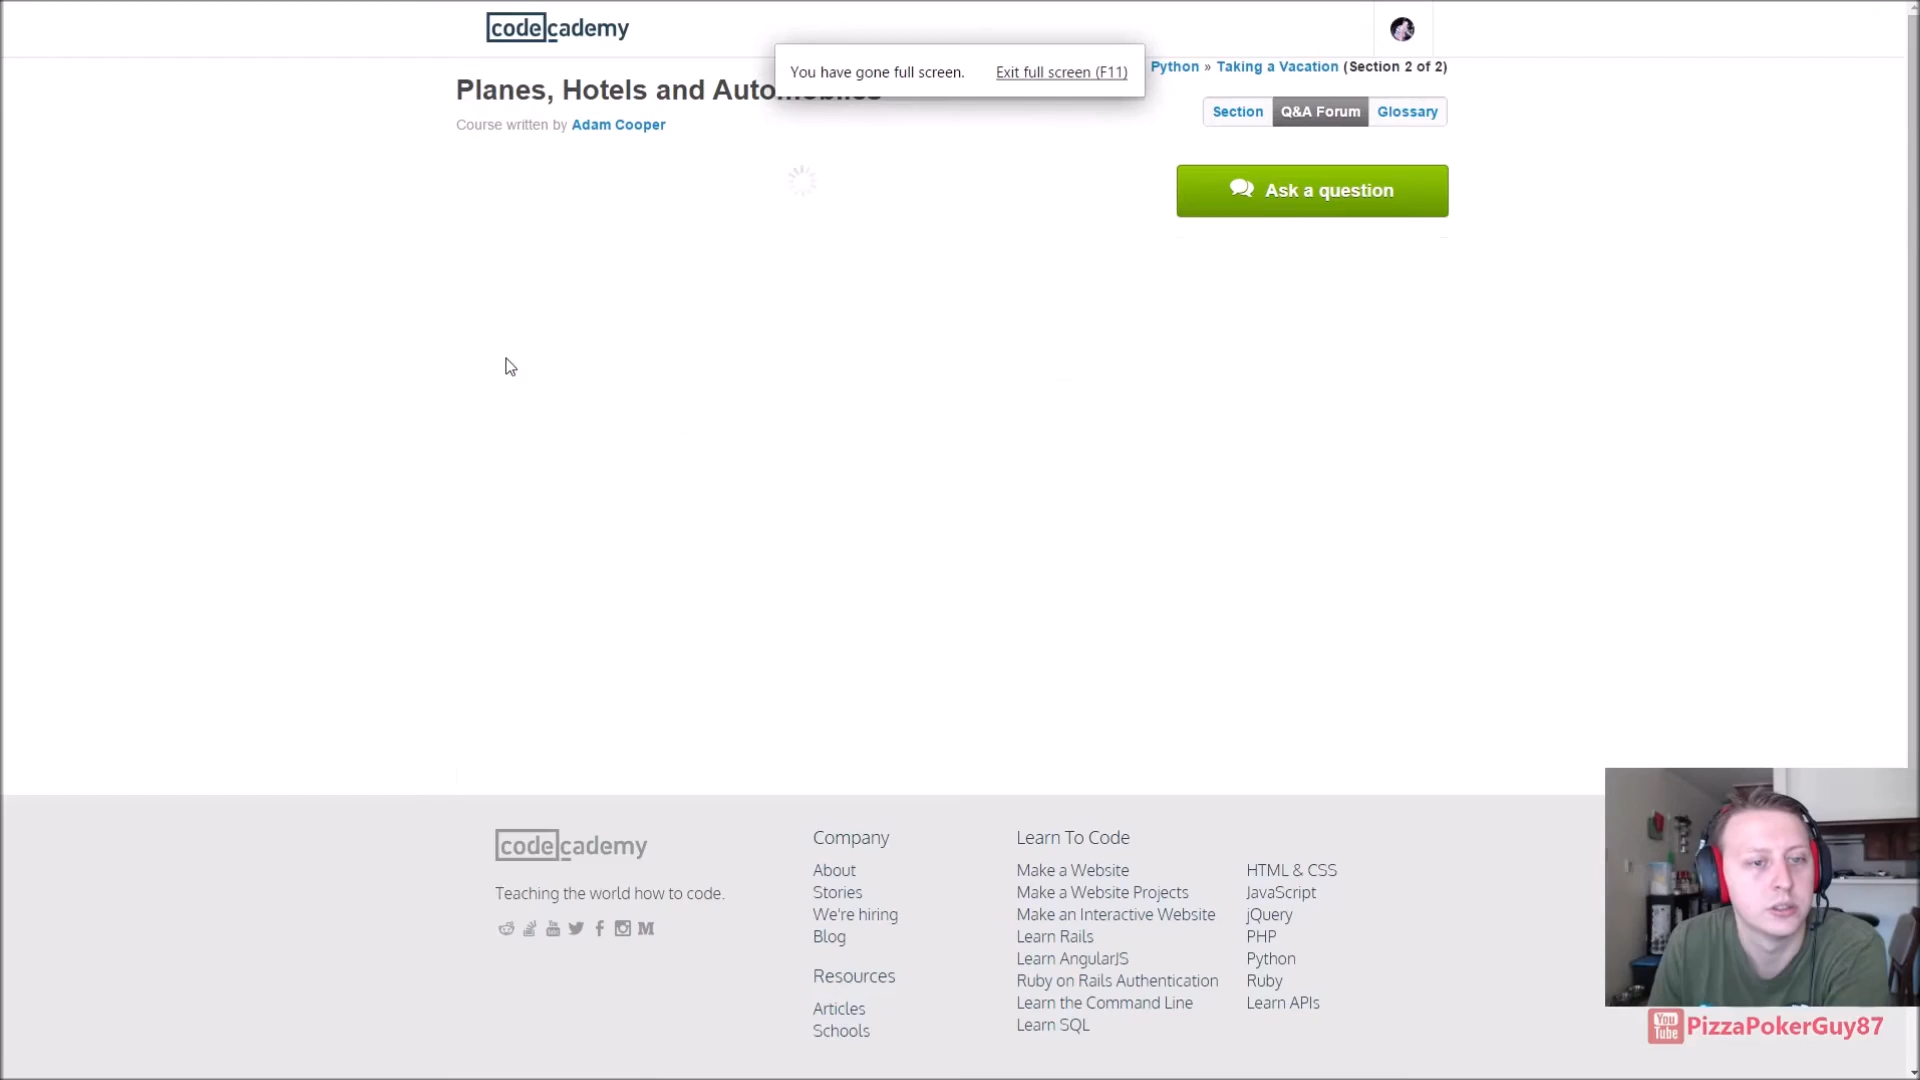 codecademy
You have gone full screen. Exit full screen (F11)
Python » Taking a Vacation (Section 2 of 2)
Planes, Hotels and Automobiles
Course written by Adam Cooper
Section Q&A Forum Glossary
Ask a question
codecademy
Teaching the world how to code.
Company
About
Stories
We're hiring
Blog
Resources
Articles
Schools
Learn To Code
Make a Website
Make a Website Projects
Make an Interactive Website
Learn Rails
Learn AngularJS
Ruby on Rails Authentication
Learn the Command Line
Learn SQL
HTML & CSS
JavaScript
jQuery
PHP
Python
Ruby
Learn APIs
You Tube PizzaPokerGuy87